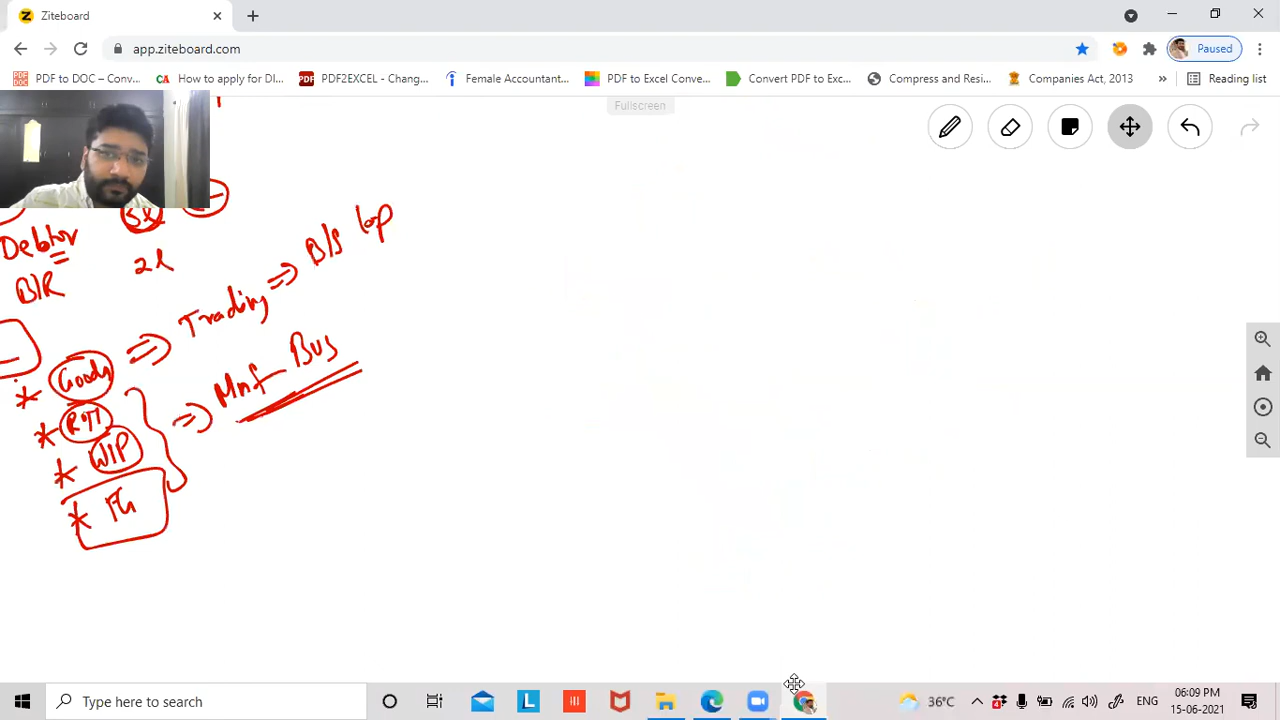 Ziteboard
app.ziteboard.com
Paused
PDF to DOC – Conv...
How to apply for DI...
PDF2EXCEL - Chang...
Female Accountant...
PDF to Excel Conve...
Convert PDF to Exc...
Compress and Resi...
Companies Act, 2013
»
Reading list
Fullscreen
Debtor
2l
B/R
* Goods ⇒ Trading ⇒ B/S
* RM
* WIP ⇒ Mnf Bus
* FG
Type here to search
36°C
06:09 PM
15-06-2021